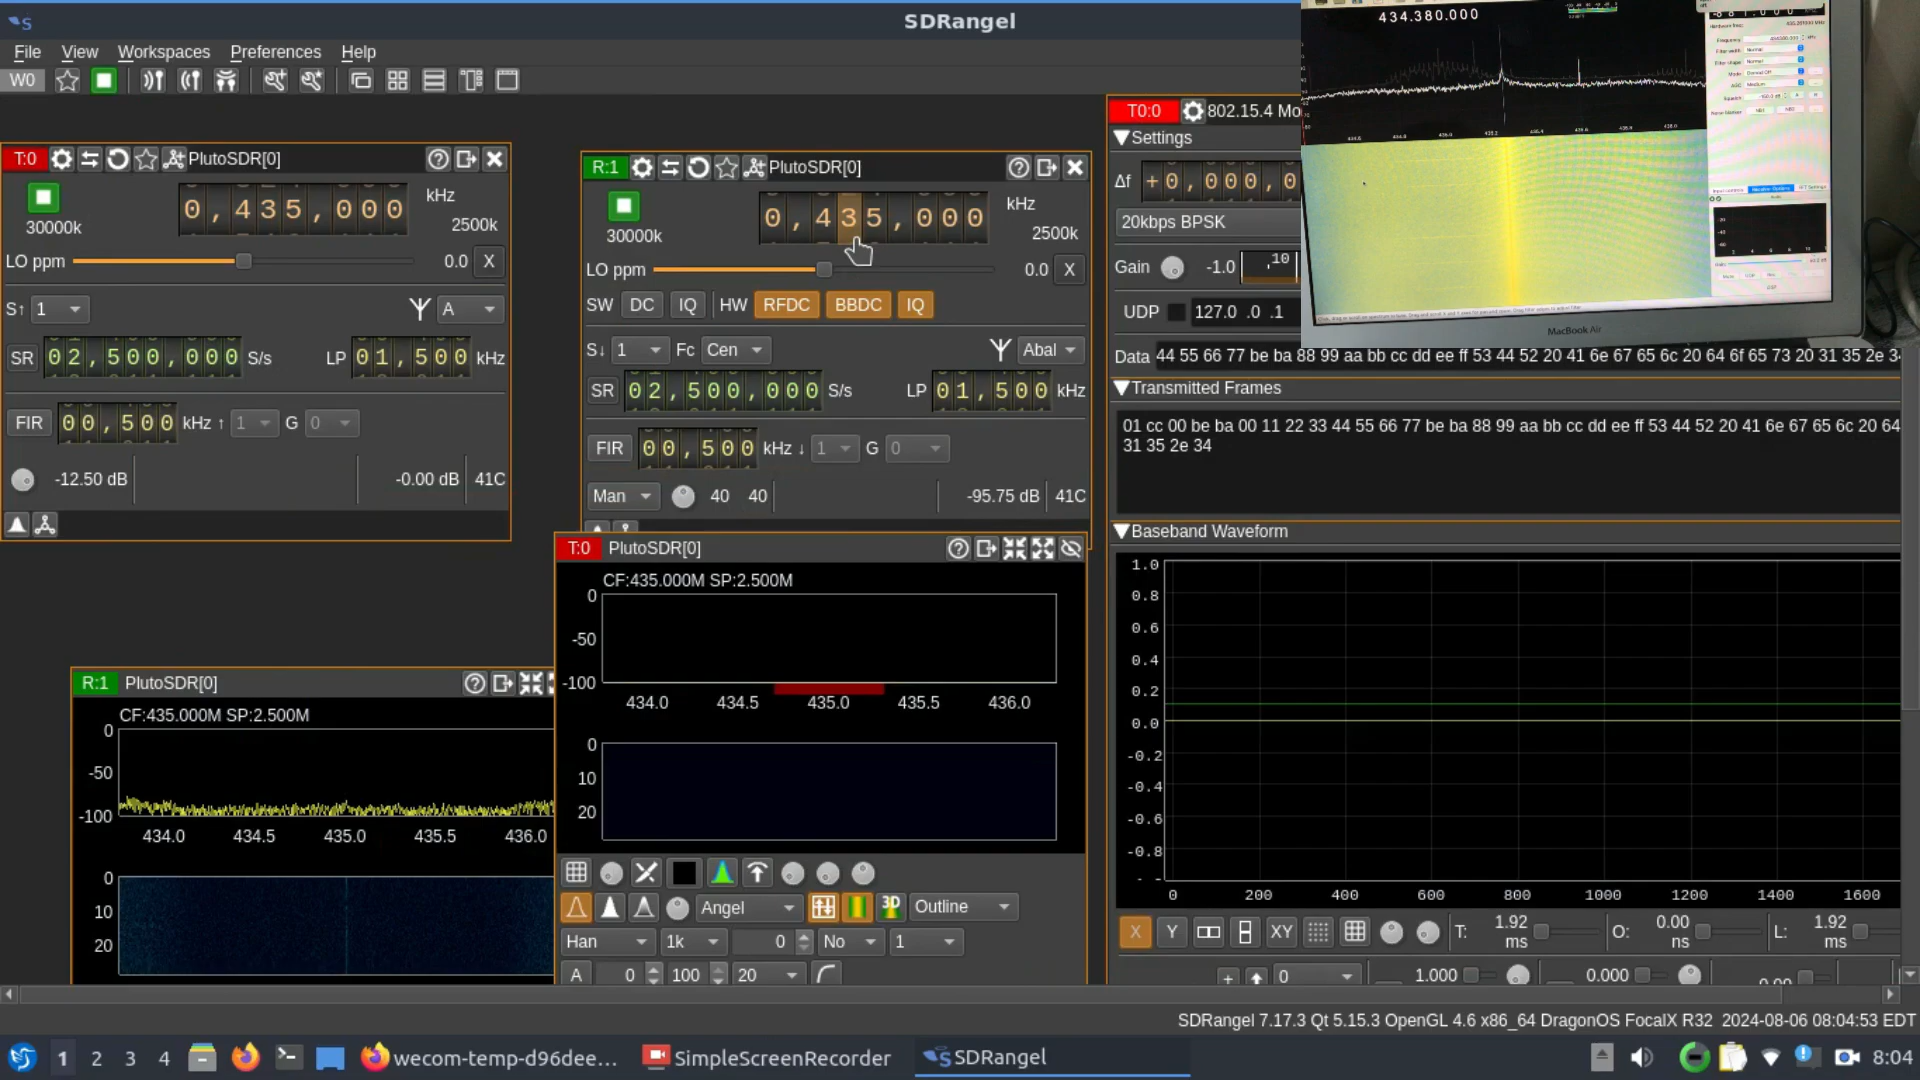 SDRangel
File View Workspaces Preferences Help
W0
T:0 PlutoSDR[0]
0,435,000 kHz
30000k 2500k
LO ppm 0.0 X
S↑ 1 A
SR 02,500,000 S/s LP 01,500 kHz
FIR 00,500 kHz ↑ 1 G 0
-12.50 dB -0.00 dB 41C
R:1 PlutoSDR[0]
0,435,000 kHz
30000k 2500k
LO ppm 0.0 X
SW DC IQ HW RFDC BBDC IQ
S↓ 1 Fc Cen Abal
SR 02,500,000 S/s LP 01,500 kHz
FIR 00,500 kHz ↓ 1 G 0
Man 40 40 -95.75 dB 41C
R:1 PlutoSDR[0]
CF:435.000M SP:2.500M
0
-50
-100
434.0 434.5 435.0 435.5 436.0
0
10
20
T:0 PlutoSDR[0]
CF:435.000M SP:2.500M
0
-50
-100
434.0 434.5 435.0 435.5 436.0
0
10
20
3D
Angel Outline
Han 1k 0 No 1
A 0 100 20
T0:0 802.15.4 Mo
Settings
Δf +0,000,0
20kbps BPSK
Gain -1.0 ,10
UDP 127.0 .0 .1
Data 44 55 66 77 be ba 88 99 aa bb cc dd ee ff 53 44 52 20 41 6e 67 65 6c 20 64 6f 65 73 20 31 35 2e 34
Transmitted Frames
01 cc 00 be ba 00 11 22 33 44 55 66 77 be ba 88 99 aa bb cc dd ee ff 53 44 52 20 41 6e 67 65 6c 20 64
31 35 2e 34
Baseband Waveform
1.0
0.8
0.6
0.4
0.2
0.0
-0.2
-0.4
-0.6
-0.8
0 200 400 600 800 1000 1200 1400 1600
X Y XY T: 1.92 ms O: 0.00 ns L: 1.92 ms
0 1.000 0.000 0.00
434.380.000
MacBook Air
SDRangel 7.17.3 Qt 5.15.3 OpenGL 4.6 x86_64 DragonOS FocalX R32 2024-08-06 08:04:53 EDT
1 2 3 4 wecom-temp-d96dee... SimpleScreenRecorder SDRangel 8:04